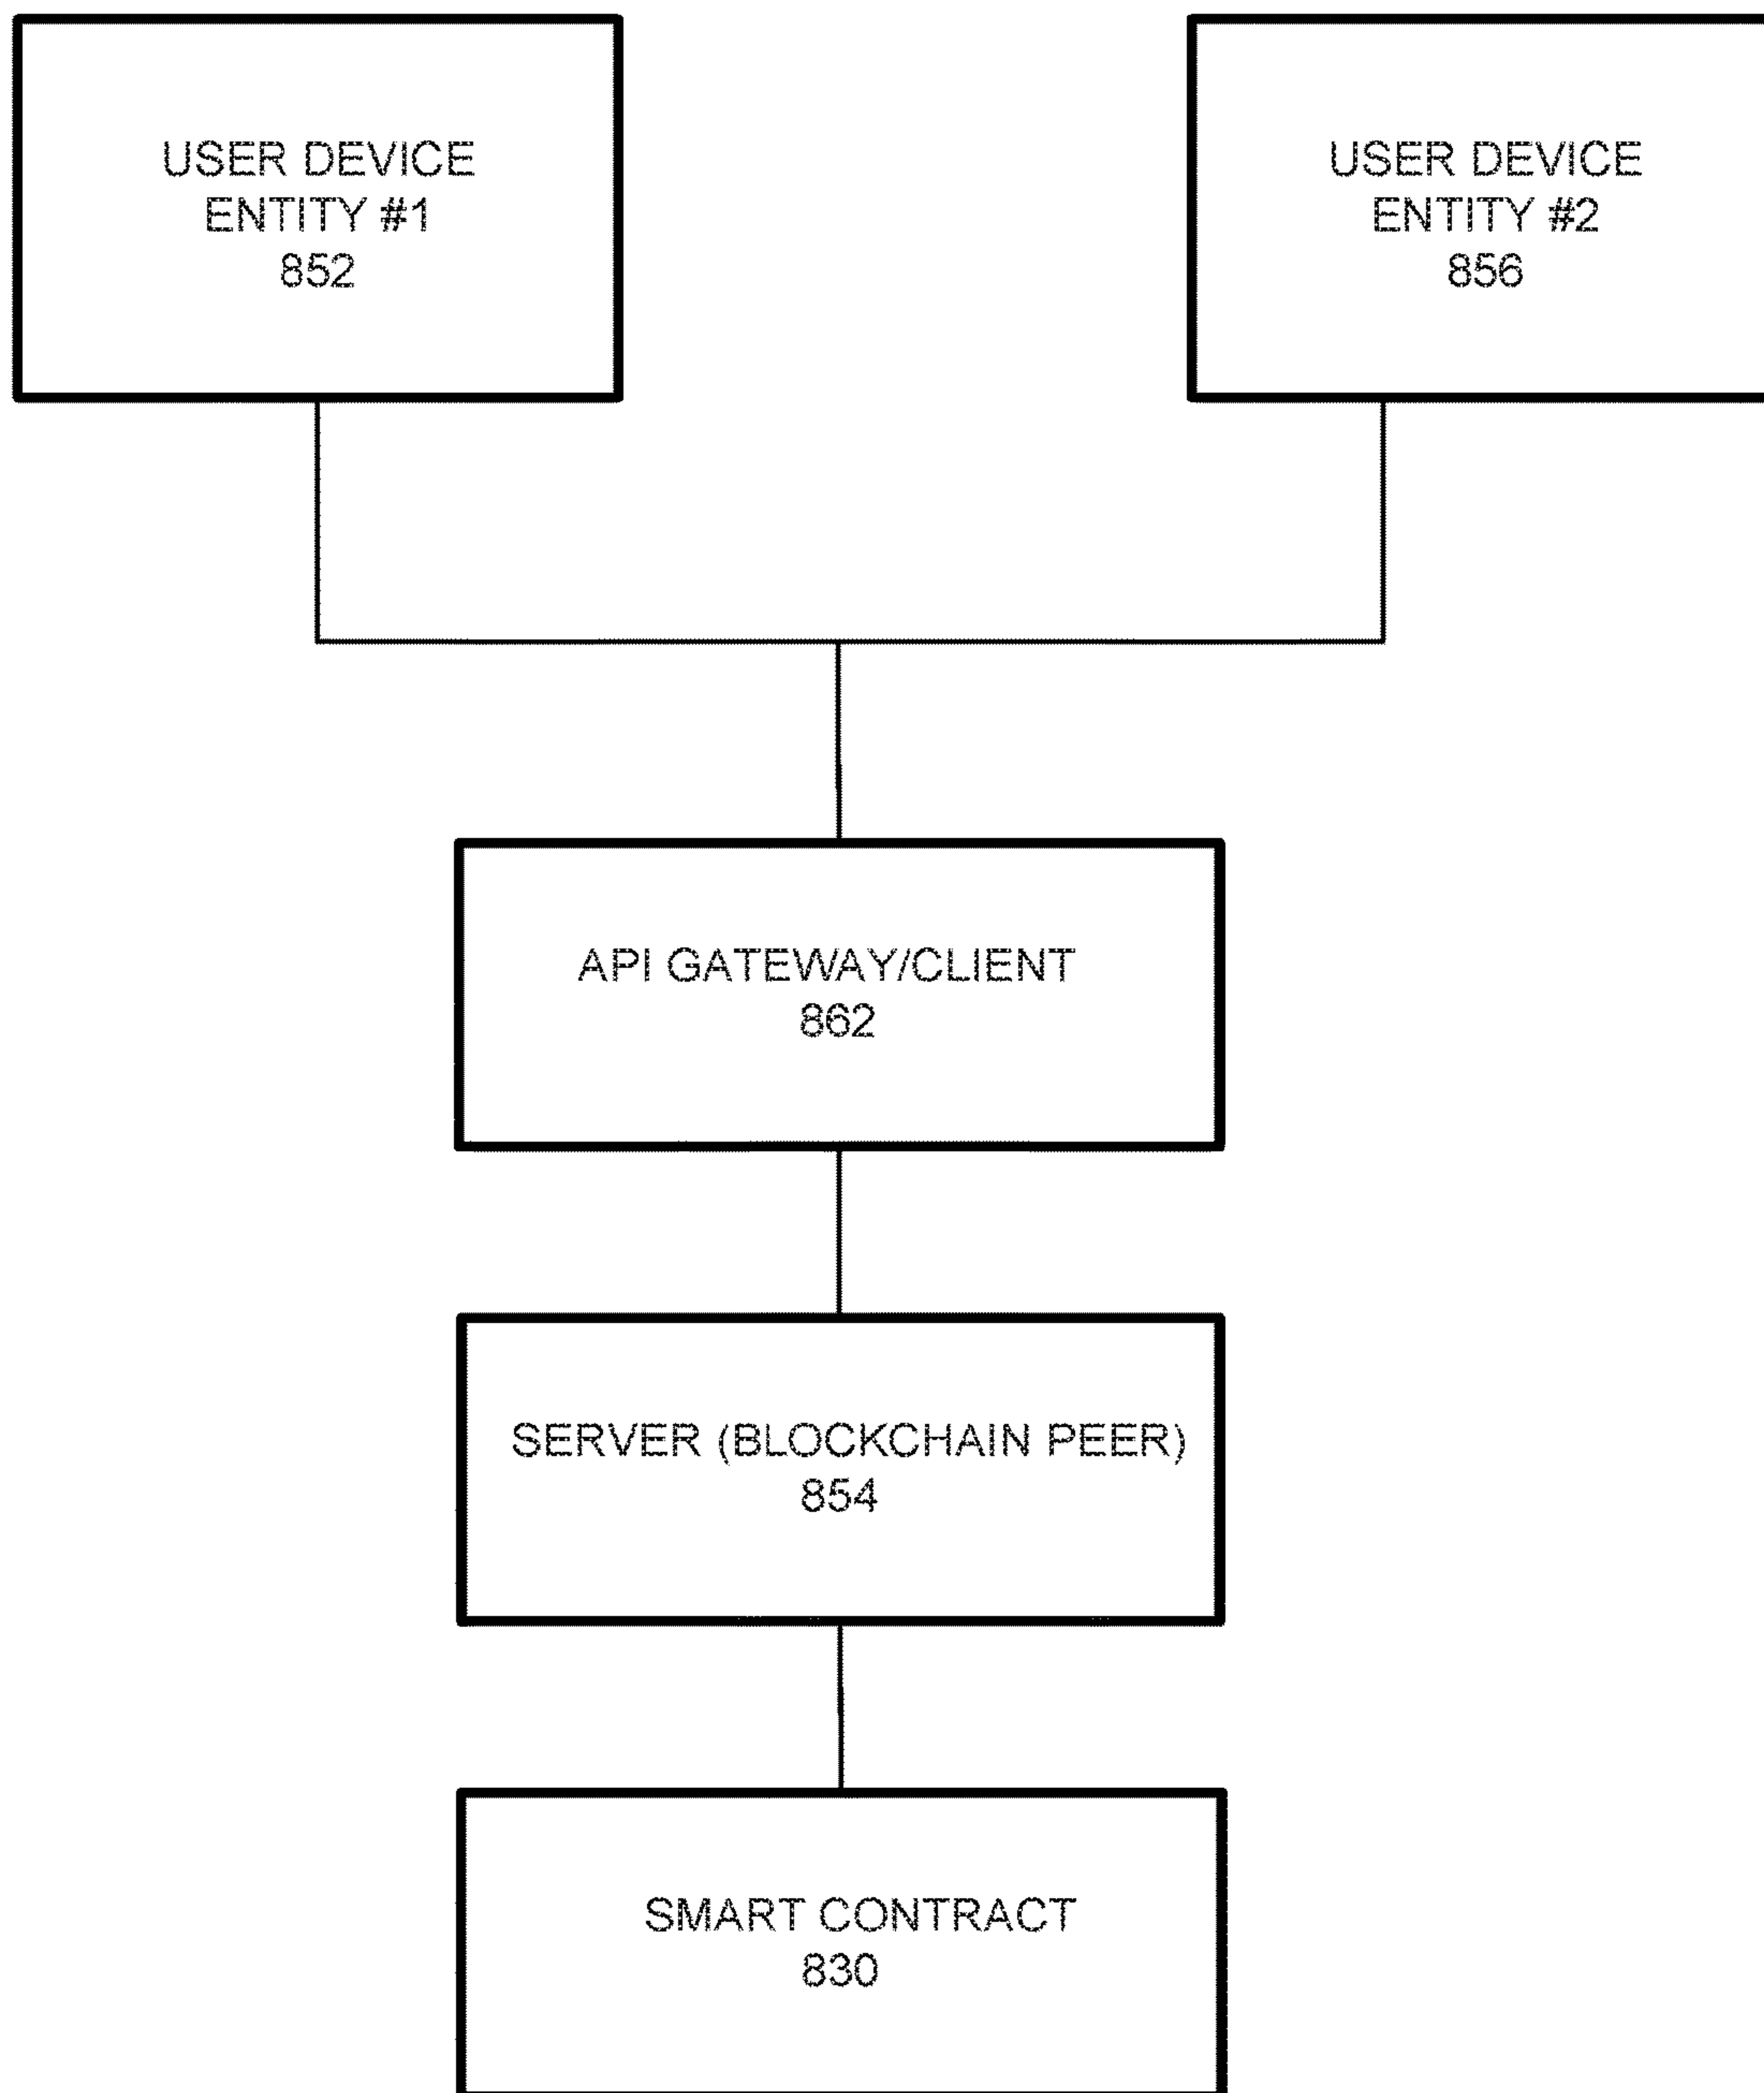 USER DEVICE
ENTITY #1
852
USER DEVICE
ENTITY #2
856
API GATEWAY/CLIENT
862
SERVER (BLOCKCHAIN PEER)
854
SMART CONTRACT
830